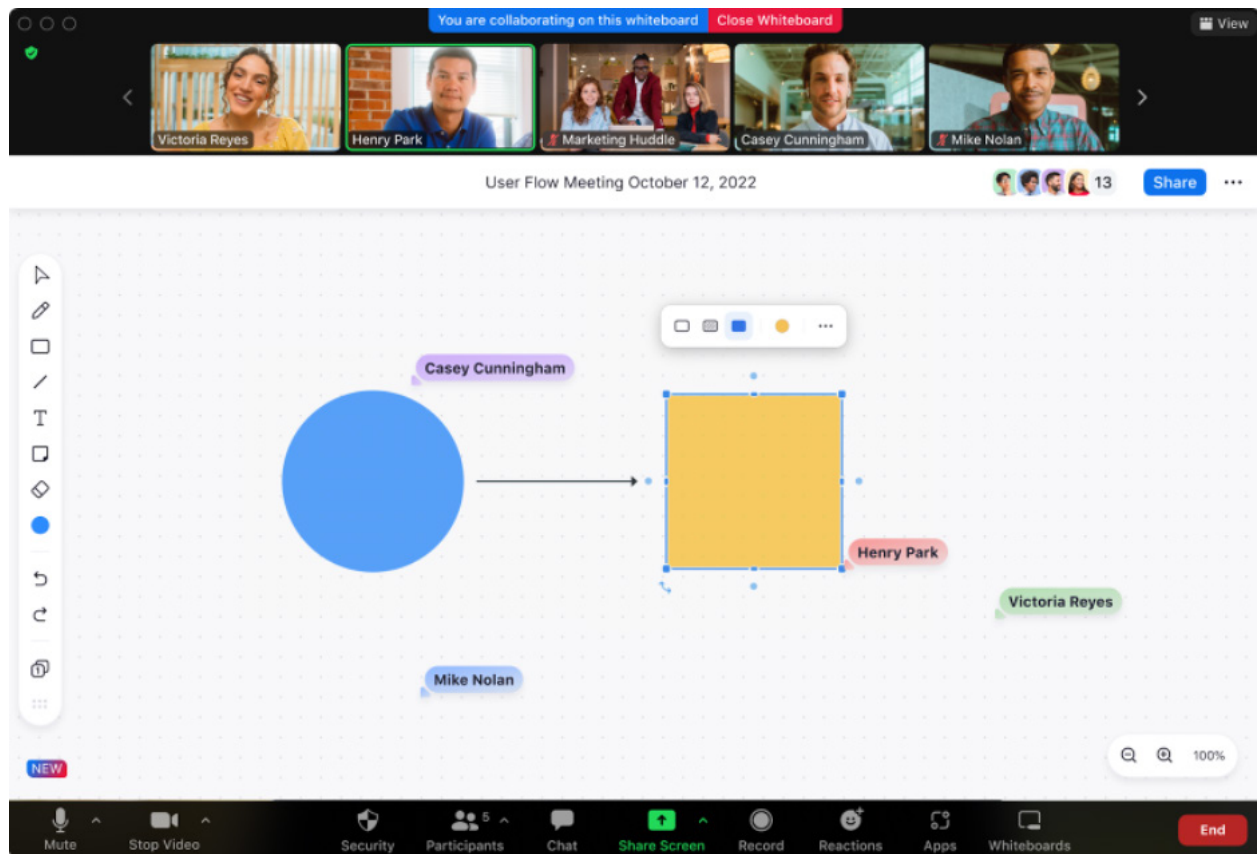 You are collaborating on this whiteboard Close Whiteboard
View
Victoria Reyes
Henry Park
Marketing Huddle
Casey Cunningham
Mike Nolan
User Flow Meeting October 12, 2022
13
Share
Casey Cunningham
T
Henry Park
Victoria Reyes
1
Mike Nolan
100%
NEW
5
Mute
Stop Video
Security
Participants
Chat
Share Screen
Record
Reactions
Apps
Whiteboards
End